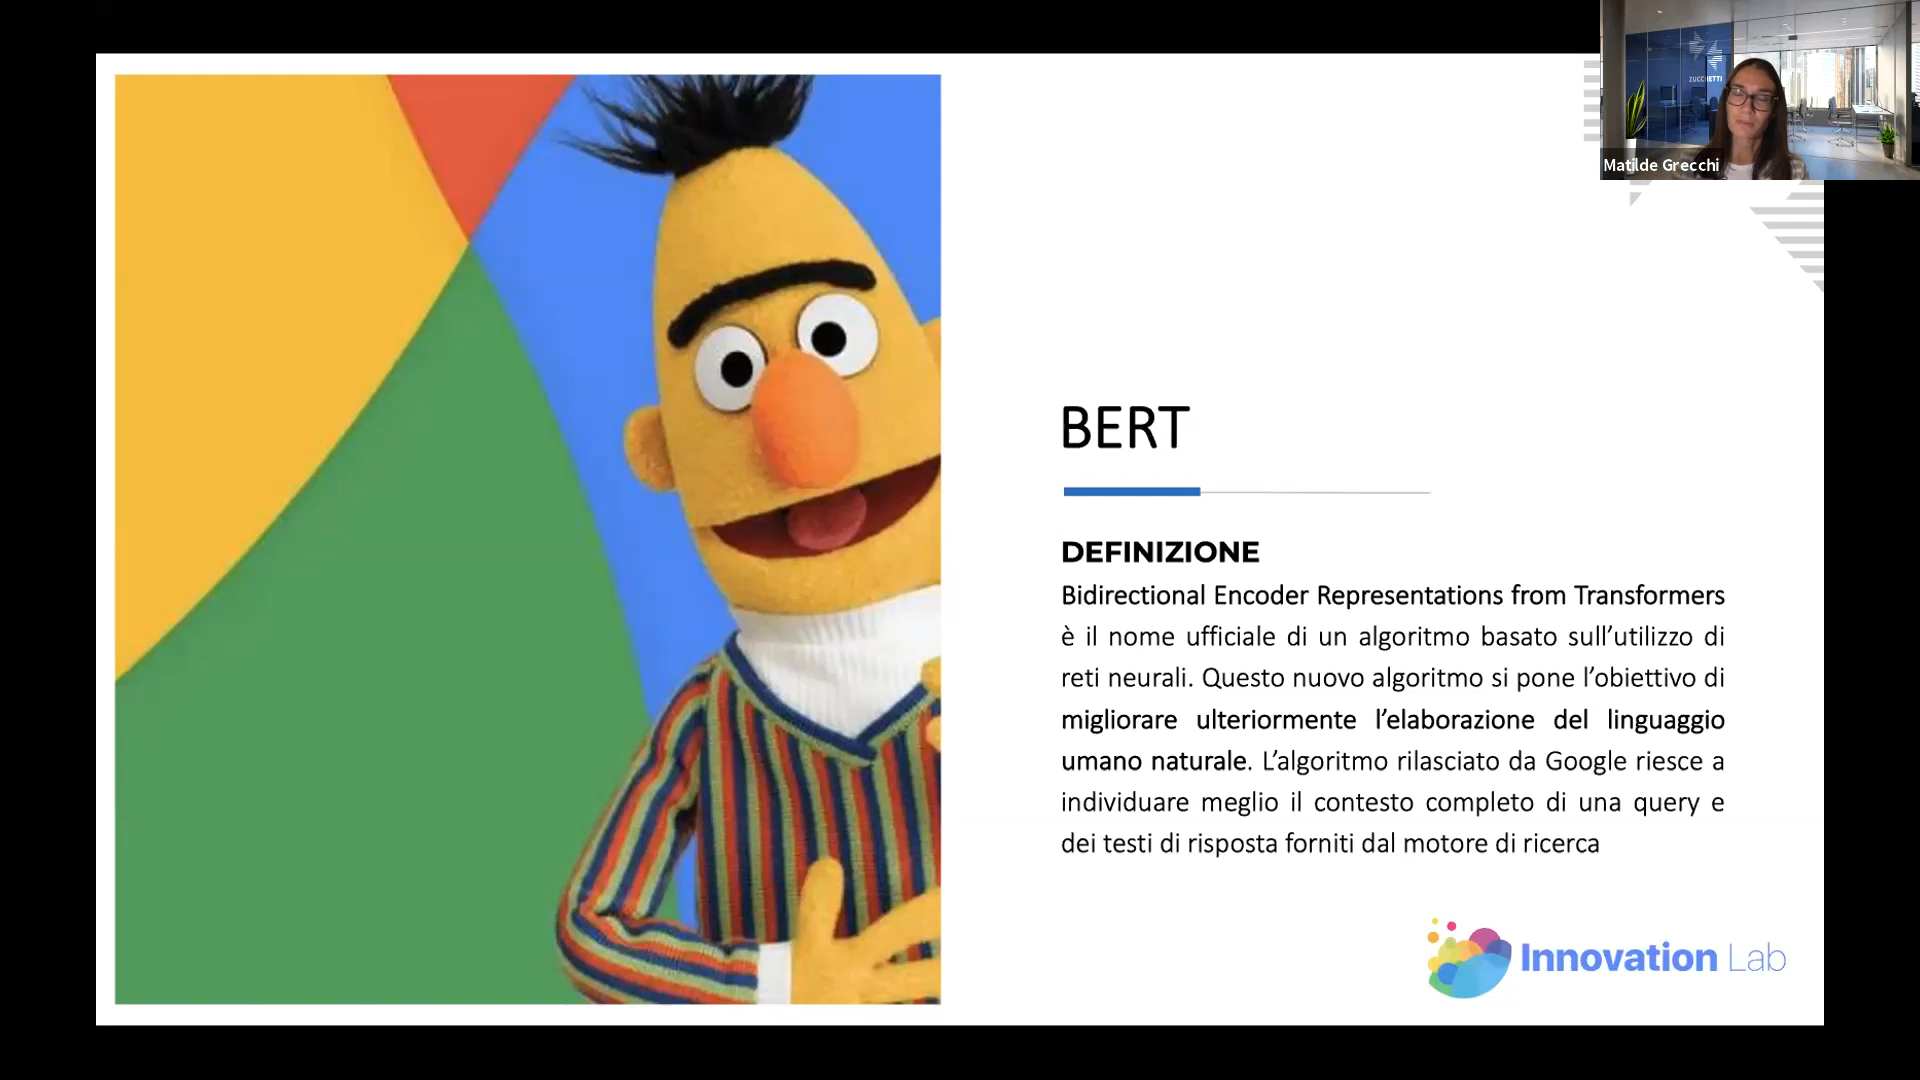 ZUCCHETTI
Matilde Grecchi
BERT
DEFINIZIONE
Bidirectional Encoder Representations from Transformers
è il nome ufficiale di un algoritmo basato sull’utilizzo di
reti neurali. Questo nuovo algoritmo si pone l’obiettivo di
migliorare ulteriormente l’elaborazione del linguaggio
umano naturale. L’algoritmo rilasciato da Google riesce a
individuare meglio il contesto completo di una query e
dei testi di risposta forniti dal motore di ricerca
Innovation Lab